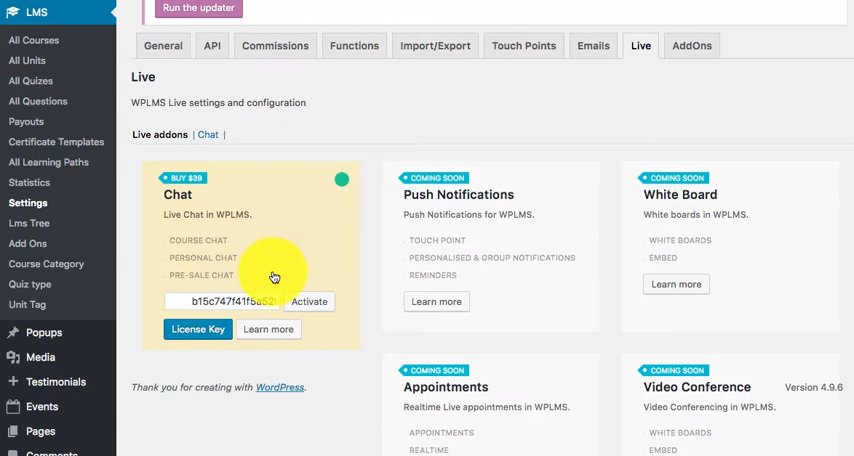 LMS
Run the updater
All Courses
All Units
All Quizes
All Questions
Payouts
Certificate Templates
All Learning Paths
Statistics
Settings
Lms Tree
Add Ons
Course Category
Quiz type
Unit Tag
Popups
Media
Testimonials
Events
Pages
Comments
General API Commissions Functions Import/Export Touch Points Emails Live AddOns
Live
WPLMS Live settings and configuration
Live addons | Chat |
BUY $39
Chat
Live Chat in WPLMS.
COURSE CHAT
PERSONAL CHAT
PRE-SALE CHAT
Activate
License Key Learn more
COMING SOON
Push Notifications
Push Notifications for WPLMS.
TOUCH POINT
PERSONALISED & GROUP NOTIFICATIONS
REMINDERS
Learn more
COMING SOON
White Board
White boards in WPLMS.
WHITE BOARDS
EMBED
Learn more
COMING SOON
Appointments
Realtime Live appointments in WPLMS.
APPOINTMENTS
REALTIME
COMING SOON
Video Conference
Video Conferencing in WPLMS.
WHITE BOARDS
EMBED
Thank you for creating with WordPress.
Version 4.9.6